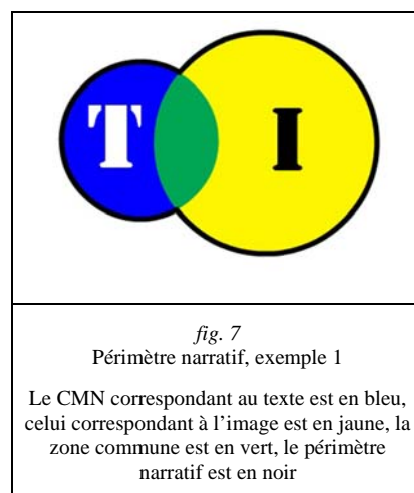 T I
fig. 7
Périmètre narratif, exemple 1
Le CMN correspondant au texte est en bleu,
celui correspondant à l’image est en jaune, la
zone commune est en vert, le périmètre
narratif est en noir